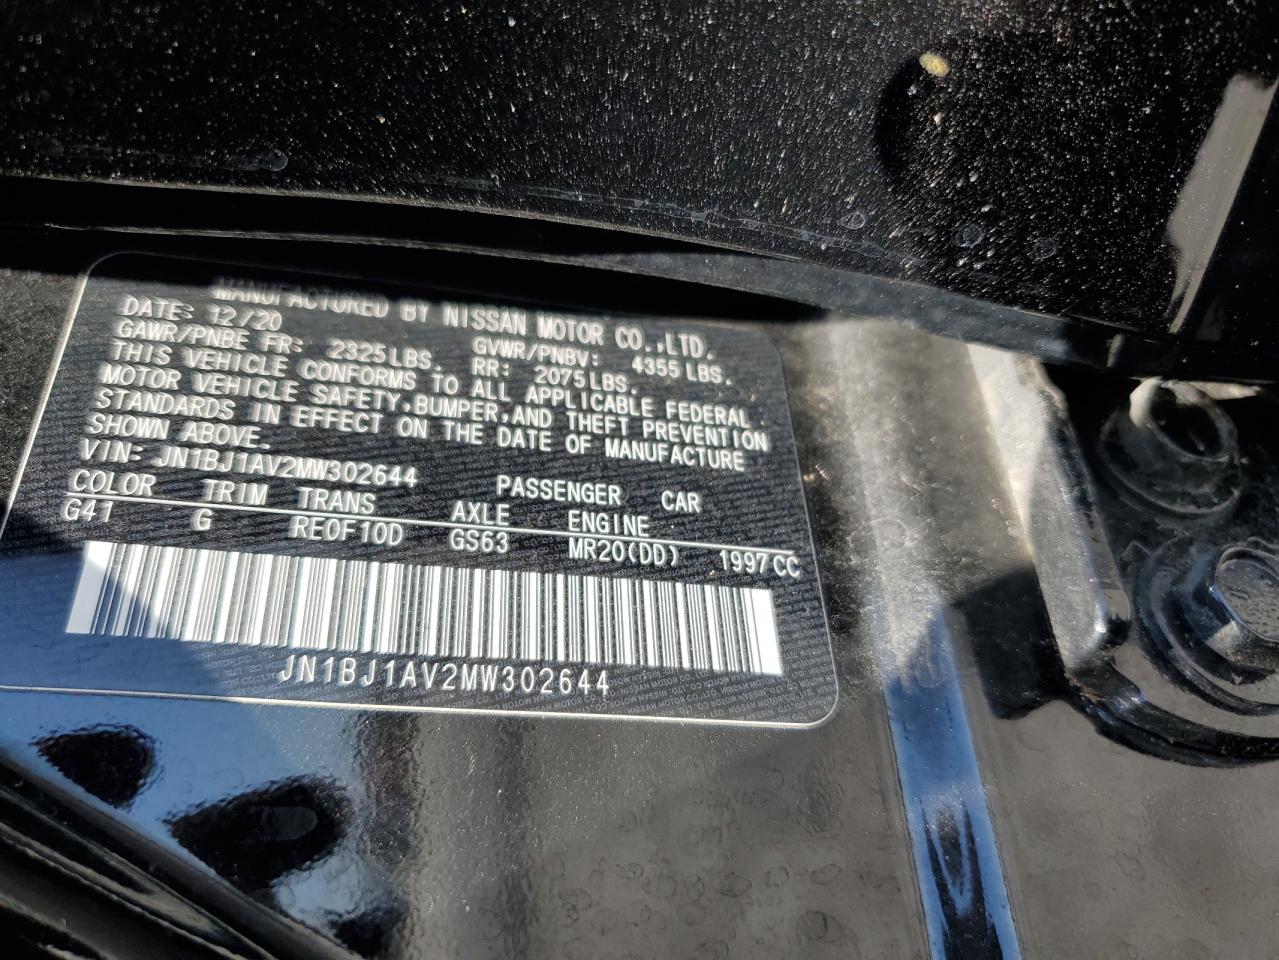 MANUFACTURED BY NISSAN MOTOR CO.,LTD.
DATE: 12/20 GVWR/PNBV: 4355LBS.
GAWR/PNBE FR: 2325LBS. RR: 2075LBS.
THIS VEHICLE CONFORMS TO ALL APPLICABLE FEDERAL
MOTOR VEHICLE SAFETY,BUMPER,AND THEFT PREVENTION
STANDARDS IN EFFECT ON THE DATE OF MANUFACTURE
SHOWN ABOVE.
VIN: JN1BJ1AV2MW302644 PASSENGER CAR
COLOR TRIM TRANS AXLE ENGINE
G41 G RE0F10D GS63 MR20(DD) 1997CC
JN1BJ1AV2MW302644